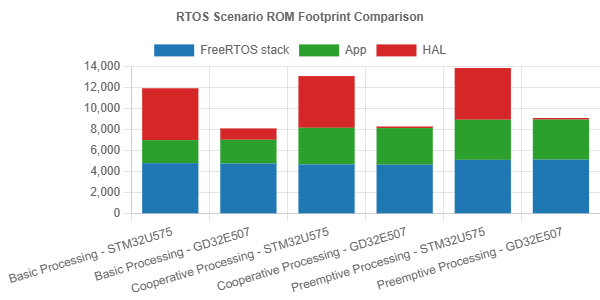 RTOS Scenario ROM Footprint Comparison
FreeRTOS stack App HAL
14,000
12,000
10,000
8,000
6,000
4,000
2,000
0
Basic Processing - STM32U575
Basic Processing - GD32E507
Cooperative Processing - STM32U575
Cooperative Processing - GD32E507
Preemptive Processing - STM32U575
Preemptive Processing - GD32E507